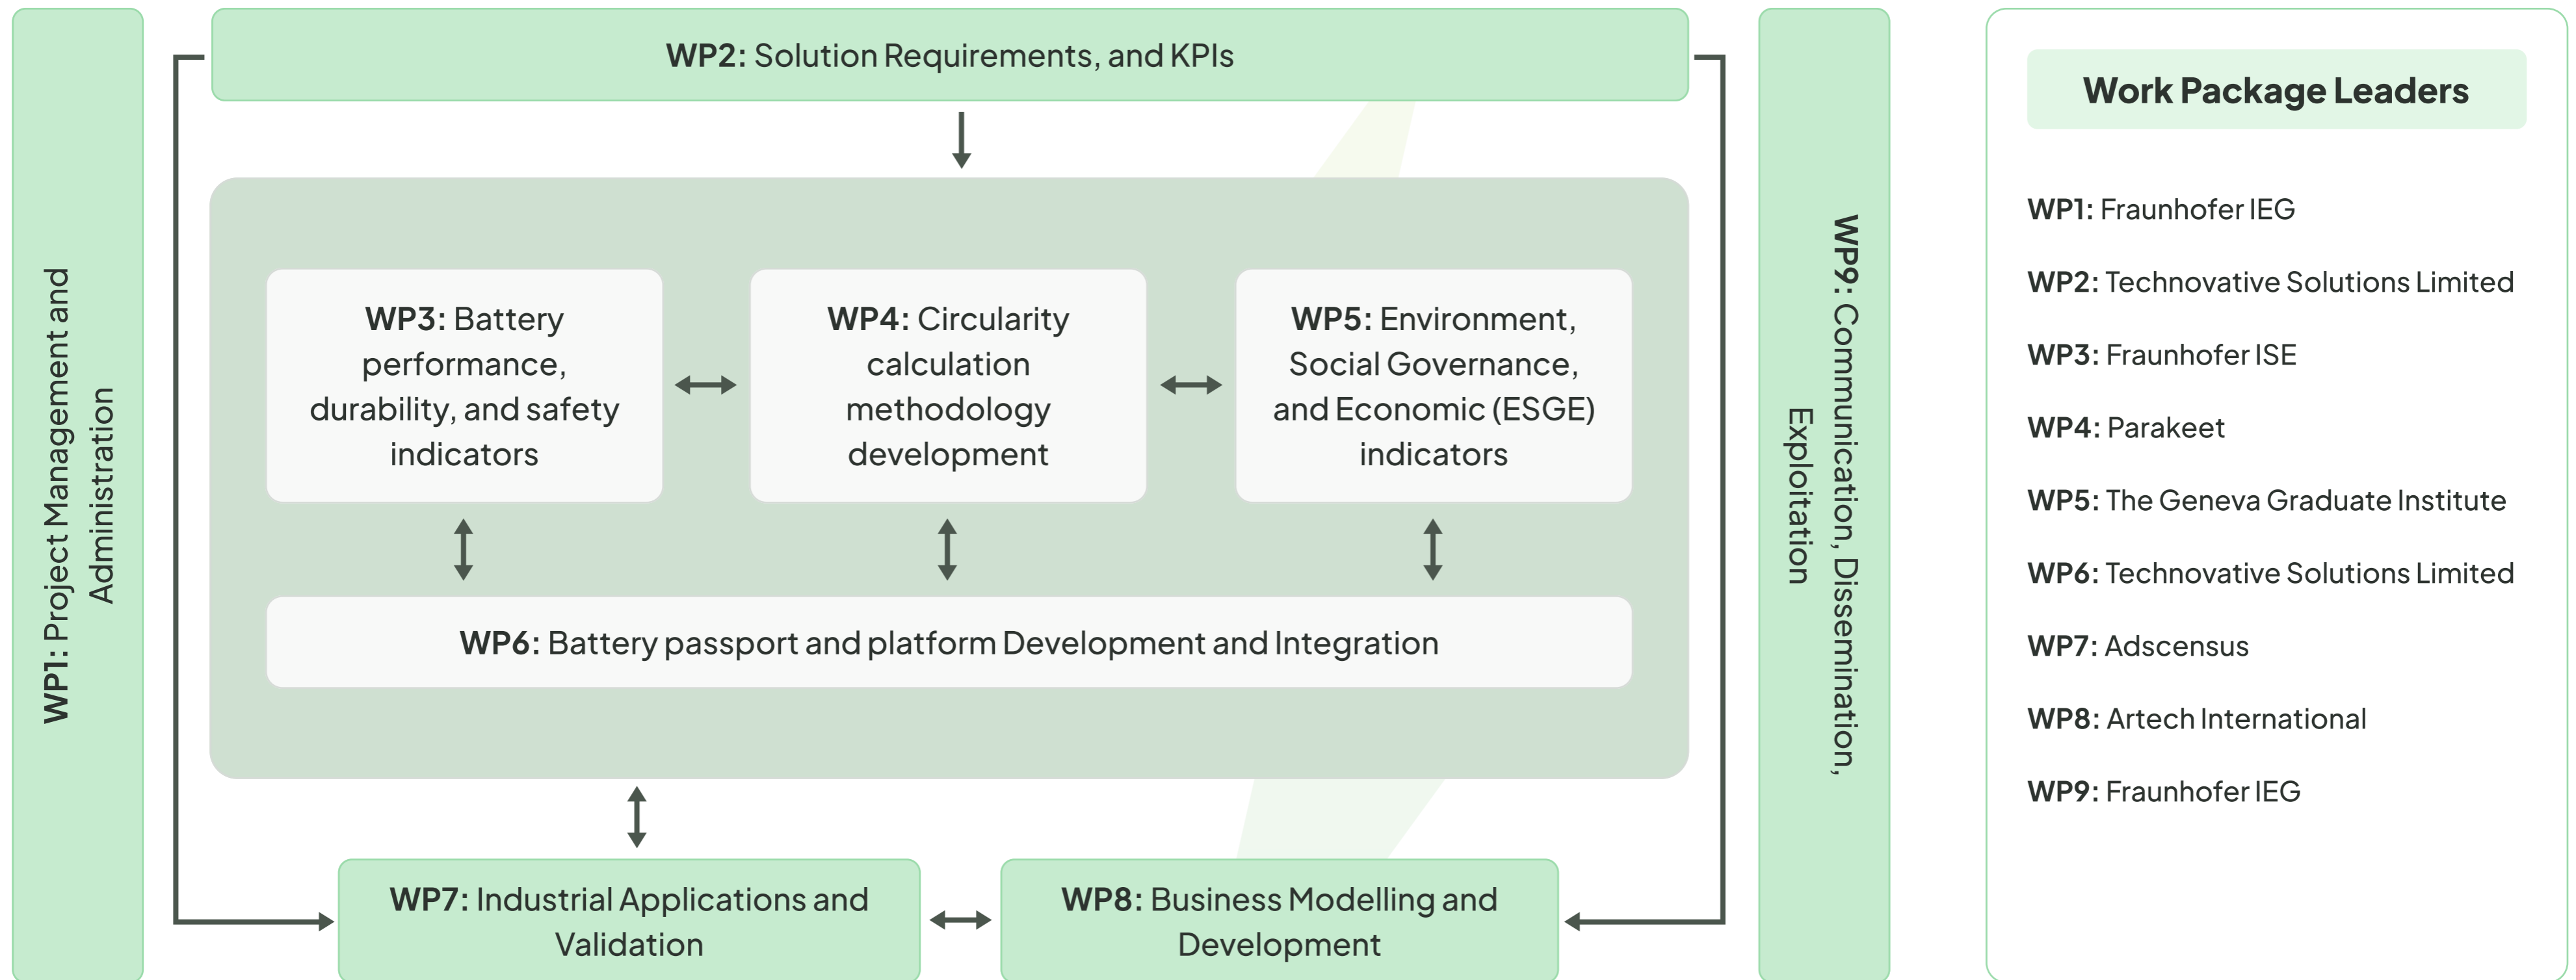 WP1: Project Management and
Administration
WP2: Solution Requirements, and KPIs
WP3: Battery
performance,
durability, and safety
indicators
WP4: Circularity
calculation
methodology
development
WP5: Environment,
Social Governance,
and Economic (ESGE)
indicators
WP6: Battery passport and platform Development and Integration
WP7: Industrial Applications and
Validation
WP8: Business Modelling and
Development
WP9: Communication, Dissemination,
Exploitation
Work Package Leaders
WP1: Fraunhofer IEG
WP2: Technovative Solutions Limited
WP3: Fraunhofer ISE
WP4: Parakeet
WP5: The Geneva Graduate Institute
WP6: Technovative Solutions Limited
WP7: Adscensus
WP8: Artech International
WP9: Fraunhofer IEG